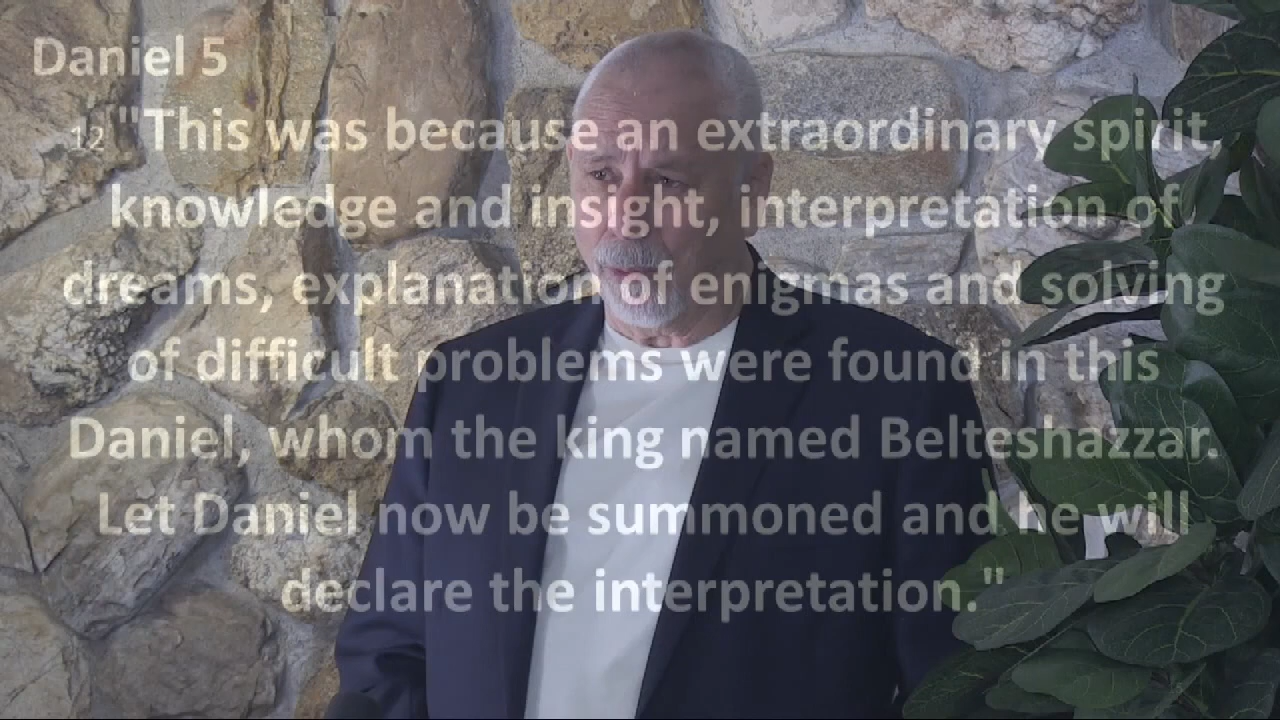 Daniel 5
12 "This was because an extraordinary spirit,
knowledge and insight, interpretation of
dreams, explanation of enigmas and solving
of difficult problems were found in this
Daniel, whom the king named Belteshazzar.
Let Daniel now be summoned and he will
declare the interpretation."